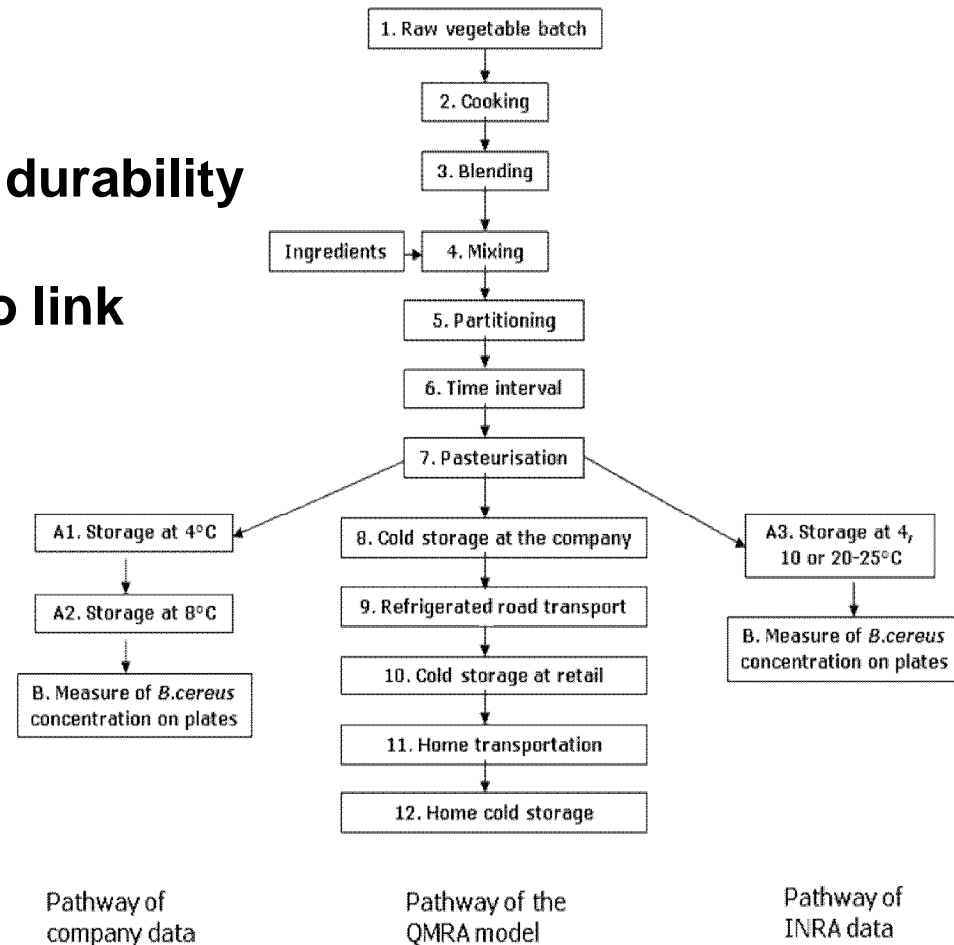 durability
link
1. Raw vegetable batch
2. Cooking
3. Blending
Ingredients
4. Mixing
5. Partitioning
6. Time interval
7. Pasteurisation
A1. Storage at 4°C
A2. Storage at 8°C
B. Measure of B.cereus
concentration on plates
8. Cold storage at the company
9. Refrigerated road transport
10. Cold storage at retail
11. Home transportation
12. Home cold storage
A3. Storage at 4,
10 or 20-25°C
B. Measure of B.cereus
concentration on plates
Pathway of
company data
Pathway of the
QMRA model
Pathway of
INRA data